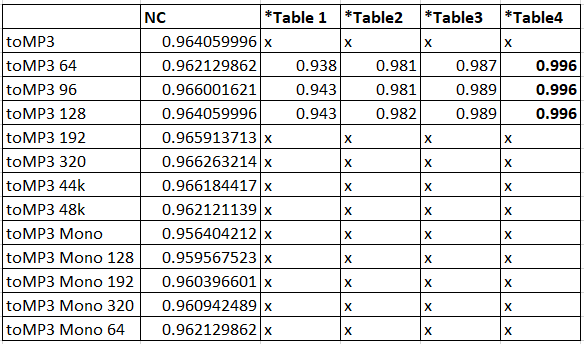 NC *Table 1 *Table2 *Table3 *Table4
toMP3 0.964059996 x x x x
toMP3 64 0.962129862 0.938 0.981 0.987 0.996
toMP3 96 0.966001621 0.943 0.981 0.989 0.996
toMP3 128 0.964059996 0.943 0.982 0.989 0.996
toMP3 192 0.965913713 x x x x
toMP3 320 0.966263214 x x x x
toMP3 44k 0.966184417 x x x x
toMP3 48k 0.962121139 x x x x
toMP3 Mono 0.956404212 x x x x
toMP3 Mono 128 0.959567523 x x x x
toMP3 Mono 192 0.960396601 x x x x
toMP3 Mono 320 0.960942489 x x x x
toMP3 Mono 64 0.962129862 x x x x